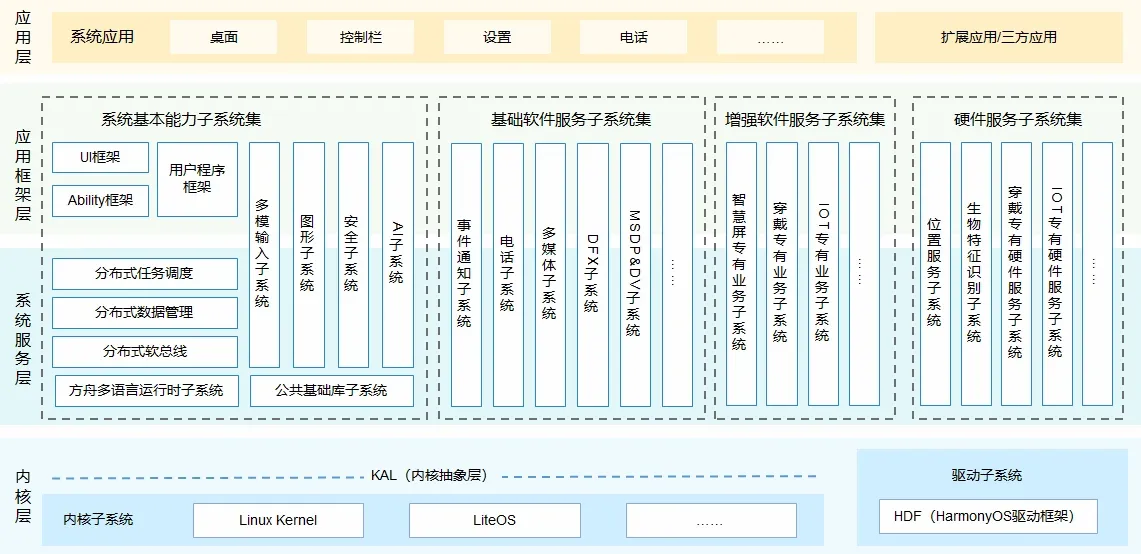 应用层
系统应用
桌面
控制栏
设置
电话
……
扩展应用/三方应用
应用框架层
系统基本能力子系统集
UI框架
Ability框架
用户程序
框架
多模输入子系统
图形子系统
安全子系统
AI子系统
基础软件服务子系统集
事件通知子系统
电话子系统
多媒体子系统
DFX子系统
MSDP&DV子系统
……
增强软件服务子系统集
智慧屏专有业务子系统
穿戴专有业务子系统
IOT专有业务子系统
……
硬件服务子系统集
位置服务子系统
生物特征识别子系统
穿戴专有硬件服务子系统
IOT专有硬件服务子系统
……
系统服务层
分布式任务调度
分布式数据管理
分布式软总线
方舟多语言运行时子系统
公共基础库子系统
内核层
KAL（内核抽象层）
内核子系统
Linux Kernel
LiteOS
……
驱动子系统
HDF（HarmonyOS驱动框架）